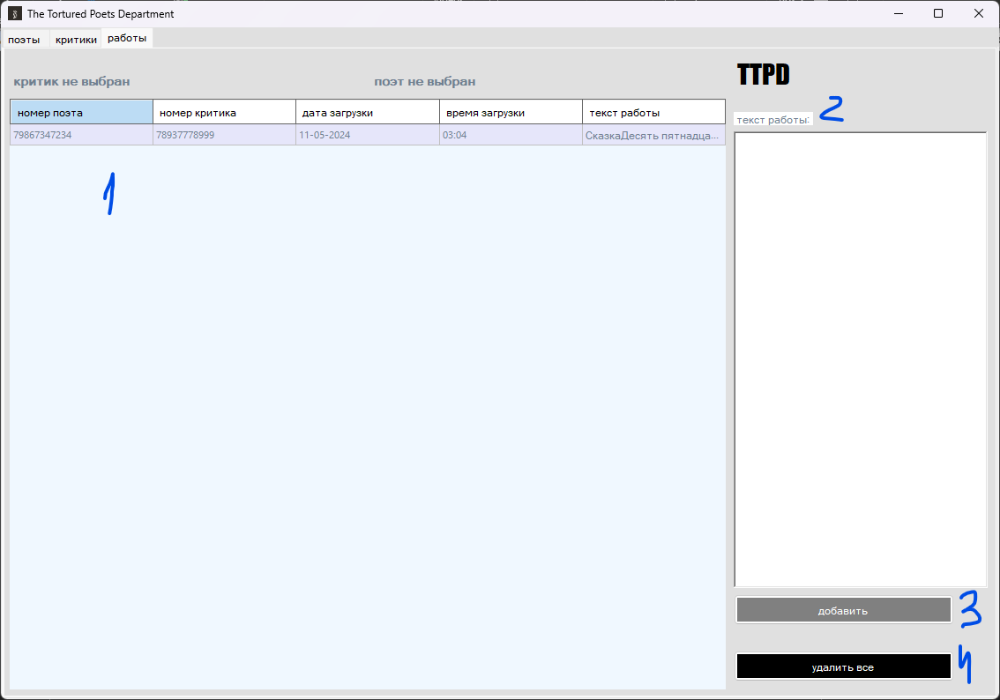 The Tortured Poets Department
поэты критики работы
TTPD
критик не выбран поэт не выбран
номер поэта номер критика дата загрузки время загрузки текст работы
79867347234 78937778999 11-05-2024 03:04 СказкаДесять пятнадца...
1
текст работы: 2
добавить 3
удалить все 4